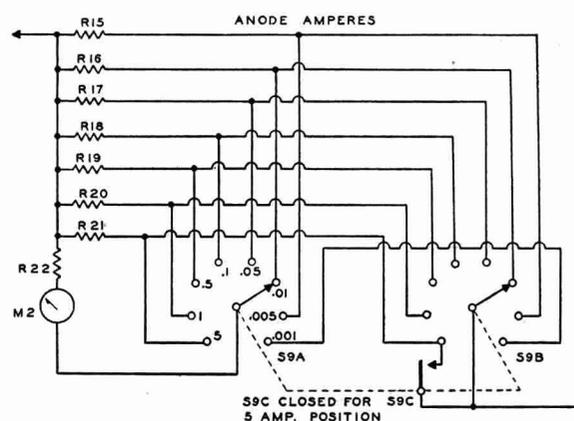 ANODE AMPERES
R15
R16
R17
R18
R19
R20
R21
R22
M2
.5
.1
.05
.01
.005
.001
1
5
S9A
S9B
S9C
S9C CLOSED FOR
5 AMP. POSITION